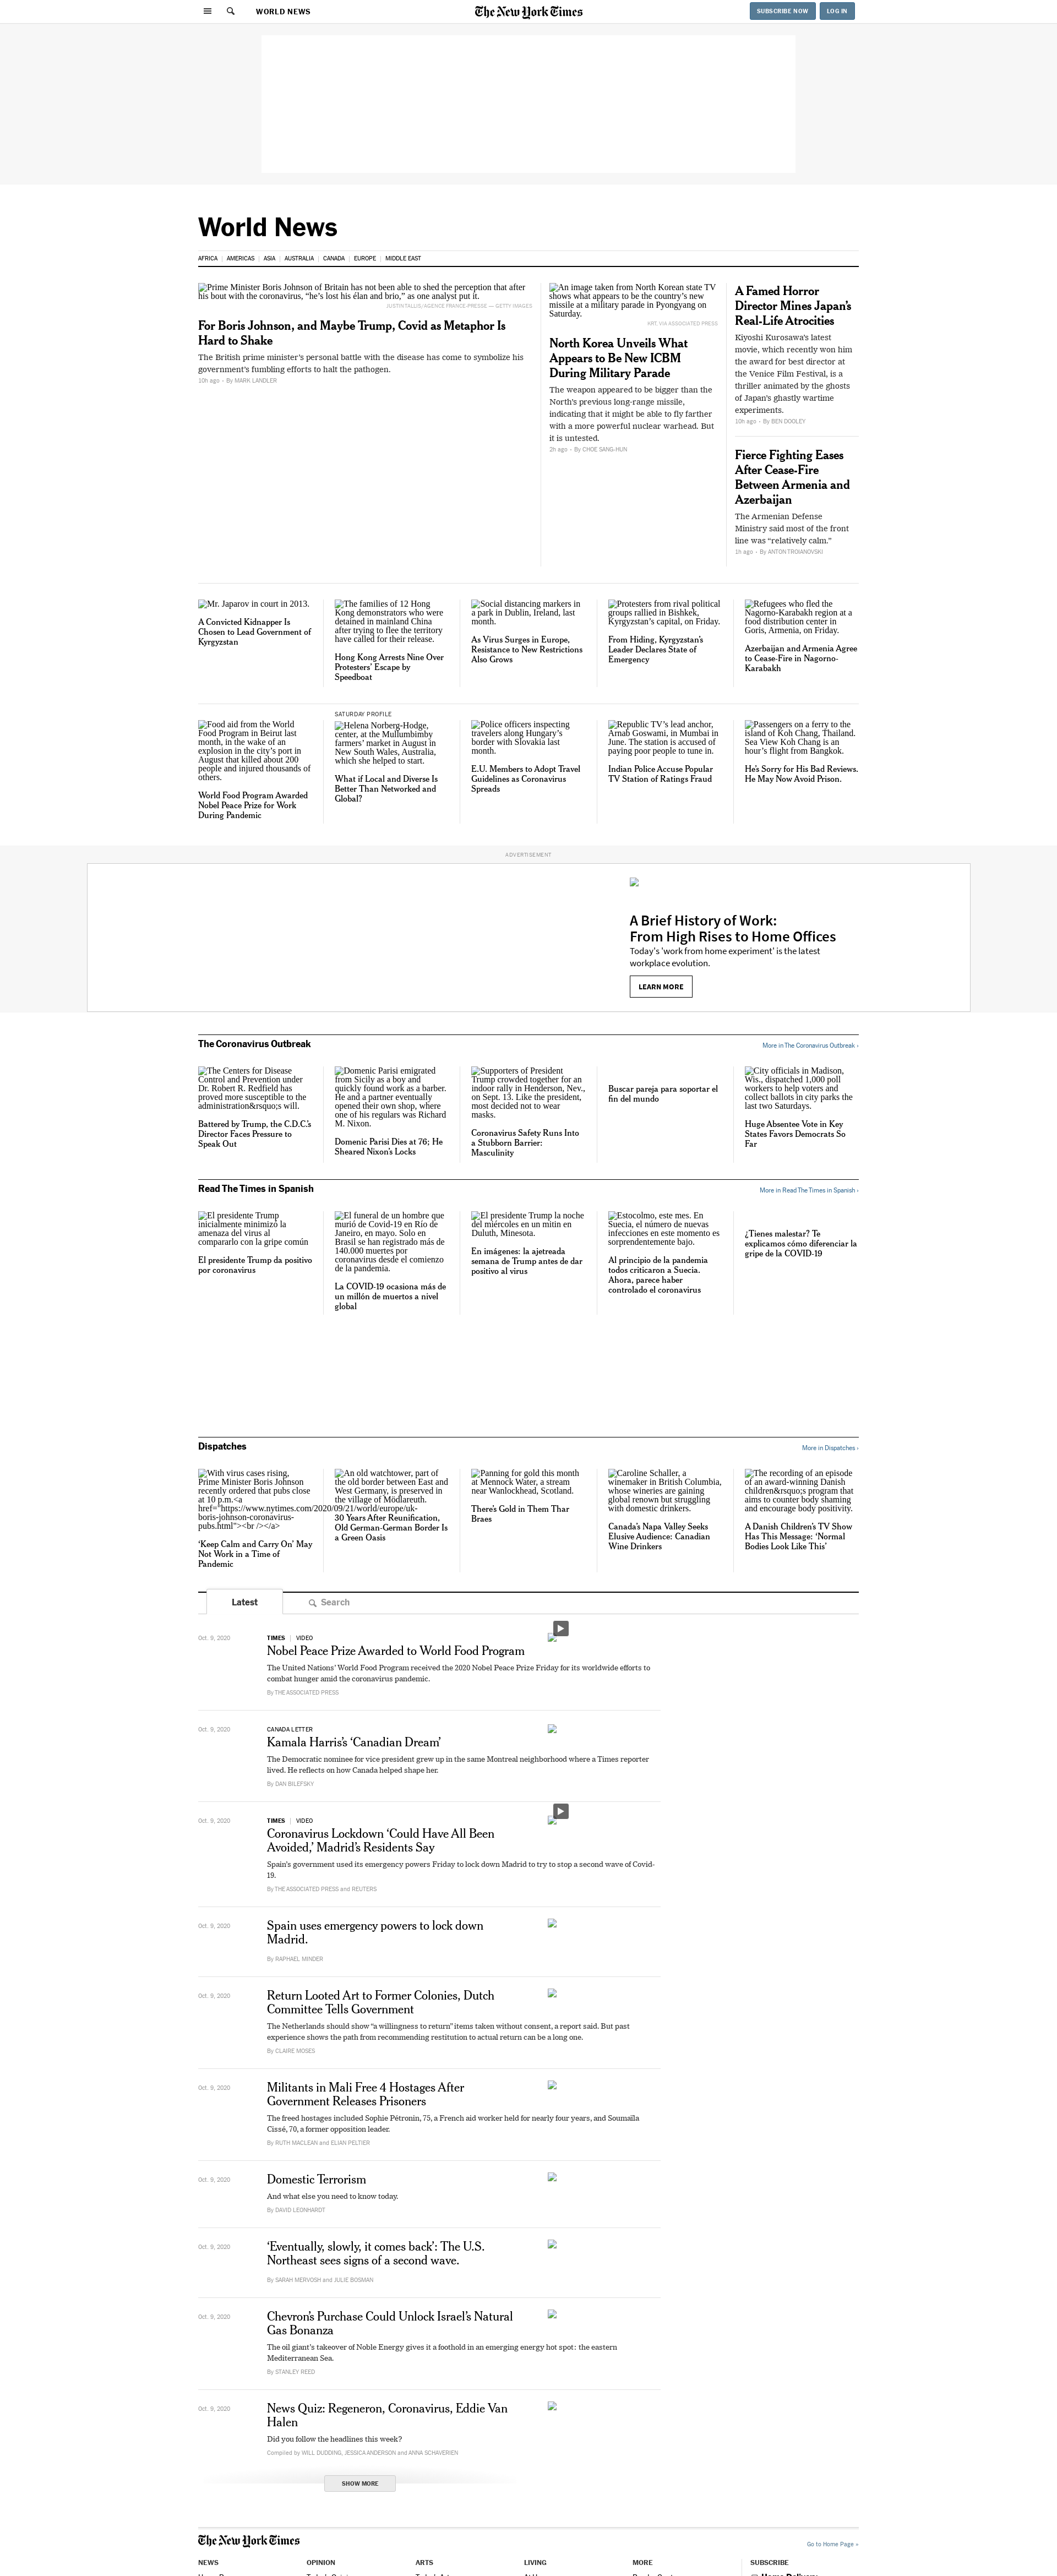 WORLD NEWS
The New York Times
SUBSCRIBE NOW
LOG IN
World News
AFRICA | AMERICAS | ASIA | AUSTRALIA | CANADA | EUROPE | MIDDLE EAST
Prime Minister Boris Johnson of Britain has not been able to shed the perception that after
his bout with the coronavirus, “he’s lost his élan and brio,” as one analyst put it.
JUSTIN TALLIS/AGENCE FRANCE-PRESSE — GETTY IMAGES
For Boris Johnson, and Maybe Trump, Covid as Metaphor Is
Hard to Shake
The British prime minister’s personal battle with the disease has come to symbolize his
government’s fumbling efforts to halt the pathogen.
10h ago • By MARK LANDLER
An image taken from North Korean state TV
shows what appears to be the country’s new
missile at a military parade in Pyongyang on
Saturday.
KRT, VIA ASSOCIATED PRESS
North Korea Unveils What
Appears to Be New ICBM
During Military Parade
The weapon appeared to be bigger than the
North’s previous long-range missile,
indicating that it might be able to fly farther
with a more powerful nuclear warhead. But
it is untested.
2h ago • By CHOE SANG-HUN
A Famed Horror
Director Mines Japan’s
Real-Life Atrocities
Kiyoshi Kurosawa’s latest
movie, which recently won him
the award for best director at
the Venice Film Festival, is a
thriller animated by the ghosts
of Japan’s ghastly wartime
experiments.
10h ago • By BEN DOOLEY
Fierce Fighting Eases
After Cease-Fire
Between Armenia and
Azerbaijan
The Armenian Defense
Ministry said most of the front
line was “relatively calm.”
1h ago • By ANTON TROIANOVSKI
Mr. Japarov in court in 2013.
A Convicted Kidnapper Is
Chosen to Lead Government of
Kyrgyzstan
The families of 12 Hong
Kong demonstrators who were
detained in mainland China
after trying to flee the territory
have called for their release.
Hong Kong Arrests Nine Over
Protesters’ Escape by
Speedboat
Social distancing markers in
a park in Dublin, Ireland, last
month.
As Virus Surges in Europe,
Resistance to New Restrictions
Also Grows
Protesters from rival political
groups rallied in Bishkek,
Kyrgyzstan’s capital, on Friday.
From Hiding, Kyrgyzstan’s
Leader Declares State of
Emergency
Refugees who fled the
Nagorno-Karabakh region at a
food distribution center in
Goris, Armenia, on Friday.
Azerbaijan and Armenia Agree
to Cease-Fire in Nagorno-
Karabakh
Food aid from the World
Food Program in Beirut last
month, in the wake of an
explosion in the city’s port in
August that killed about 200
people and injured thousands of
others.
World Food Program Awarded
Nobel Peace Prize for Work
During Pandemic
SATURDAY PROFILE
Helena Norberg-Hodge,
center, at the Mullumbimby
farmers’ market in August in
New South Wales, Australia,
which she helped to start.
What if Local and Diverse Is
Better Than Networked and
Global?
Police officers inspecting
travelers along Hungary’s
border with Slovakia last
month.
E.U. Members to Adopt Travel
Guidelines as Coronavirus
Spreads
Republic TV’s lead anchor,
Arnab Goswami, in Mumbai in
June. The station is accused of
paying poor people to tune in.
Indian Police Accuse Popular
TV Station of Ratings Fraud
Passengers on a ferry to the
island of Koh Chang, Thailand.
Sea View Koh Chang is an
hour’s flight from Bangkok.
He’s Sorry for His Bad Reviews.
He May Now Avoid Prison.
ADVERTISEMENT
A Brief History of Work:
From High Rises to Home Offices
Today’s ‘work from home experiment’ is the latest
workplace evolution.
LEARN MORE
The Coronavirus Outbreak
More in The Coronavirus Outbreak ›
The Centers for Disease
Control and Prevention under
Dr. Robert R. Redfield has
proved more susceptible to the
administration&rsquo;s will.
Battered by Trump, the C.D.C.’s
Director Faces Pressure to
Speak Out
Domenic Parisi emigrated
from Sicily as a boy and
quickly found work as a barber.
He and a partner eventually
opened their own shop, where
one of his regulars was Richard
M. Nixon.
Domenic Parisi Dies at 76; He
Sheared Nixon’s Locks
Supporters of President
Trump crowded together for an
indoor rally in Henderson, Nev.,
on Sept. 13. Like the president,
most decided not to wear
masks.
Coronavirus Safety Runs Into
a Stubborn Barrier:
Masculinity
Buscar pareja para soportar el
fin del mundo
City officials in Madison,
Wis., dispatched 1,000 poll
workers to help voters and
collect ballots in city parks the
last two Saturdays.
Huge Absentee Vote in Key
States Favors Democrats So
Far
Read The Times in Spanish
More in Read The Times in Spanish ›
El presidente Trump
inicialmente minimizó la
amenaza del virus al
compararlo con la gripe común
El presidente Trump da positivo
por coronavirus
El funeral de un hombre que
murió de Covid-19 en Río de
Janeiro, en mayo. Solo en
Brasil se han registrado más de
140.000 muertes por
coronavirus desde el comienzo
de la pandemia.
La COVID-19 ocasiona más de
un millón de muertos a nivel
global
El presidente Trump la noche
del miércoles en un mitin en
Duluth, Minesota.
En imágenes: la ajetreada
semana de Trump antes de dar
positivo al virus
Estocolmo, este mes. En
Suecia, el número de nuevas
infecciones en este momento es
sorprendentemente bajo.
Al principio de la pandemia
todos criticaron a Suecia.
Ahora, parece haber
controlado el coronavirus
¿Tienes malestar? Te
explicamos cómo diferenciar la
gripe de la COVID-19
Dispatches
More in Dispatches ›
With virus cases rising,
Prime Minister Boris Johnson
recently ordered that pubs close
at 10 p.m.<a
href="https://www.nytimes.com/2020/09/21/world/europe/uk-
boris-johnson-coronavirus-
pubs.html"><br /></a>
‘Keep Calm and Carry On’ May
Not Work in a Time of
Pandemic
An old watchtower, part of
the old border between East and
West Germany, is preserved in
the village of Mödlareuth.
30 Years After Reunification,
Old German-German Border Is
a Green Oasis
Panning for gold this month
at Mennock Water, a stream
near Wanlockhead, Scotland.
There’s Gold in Them Thar
Braes
Caroline Schaller, a
winemaker in British Columbia,
whose wineries are gaining
global renown but struggling
with domestic drinkers.
Canada’s Napa Valley Seeks
Elusive Audience: Canadian
Wine Drinkers
The recording of an episode
of an award-winning Danish
children&rsquo;s program that
aims to counter body shaming
and encourage body positivity.
A Danish Children’s TV Show
Has This Message: ‘Normal
Bodies Look Like This’
Latest
Search
Oct. 9, 2020
TIMES | VIDEO
Nobel Peace Prize Awarded to World Food Program
The United Nations’ World Food Program received the 2020 Nobel Peace Prize Friday for its worldwide efforts to
combat hunger amid the coronavirus pandemic.
By THE ASSOCIATED PRESS
Oct. 9, 2020
CANADA LETTER
Kamala Harris’s ‘Canadian Dream’
The Democratic nominee for vice president grew up in the same Montreal neighborhood where a Times reporter
lived. He reflects on how Canada helped shape her.
By DAN BILEFSKY
Oct. 9, 2020
TIMES | VIDEO
Coronavirus Lockdown ‘Could Have All Been
Avoided,’ Madrid’s Residents Say
Spain’s government used its emergency powers Friday to lock down Madrid to try to stop a second wave of Covid-
19.
By THE ASSOCIATED PRESS and REUTERS
Oct. 9, 2020
Spain uses emergency powers to lock down
Madrid.
By RAPHAEL MINDER
Oct. 9, 2020
Return Looted Art to Former Colonies, Dutch
Committee Tells Government
The Netherlands should show “a willingness to return” items taken without consent, a report said. But past
experience shows the path from recommending restitution to actual return can be a long one.
By CLAIRE MOSES
Oct. 9, 2020
Militants in Mali Free 4 Hostages After
Government Releases Prisoners
The freed hostages included Sophie Pétronin, 75, a French aid worker held for nearly four years, and Soumaïla
Cissé, 70, a former opposition leader.
By RUTH MACLEAN and ELIAN PELTIER
Oct. 9, 2020
Domestic Terrorism
And what else you need to know today.
By DAVID LEONHARDT
Oct. 9, 2020
‘Eventually, slowly, it comes back’: The U.S.
Northeast sees signs of a second wave.
By SARAH MERVOSH and JULIE BOSMAN
Oct. 9, 2020
Chevron’s Purchase Could Unlock Israel’s Natural
Gas Bonanza
The oil giant’s takeover of Noble Energy gives it a foothold in an emerging energy hot spot: the eastern
Mediterranean Sea.
By STANLEY REED
Oct. 9, 2020
News Quiz: Regeneron, Coronavirus, Eddie Van
Halen
Did you follow the headlines this week?
Compiled by WILL DUDDING, JESSICA ANDERSON and ANNA SCHAVERIEN
SHOW MORE
The New York Times
Go to Home Page »
NEWS
OPINION
ARTS
LIVING
MORE
SUBSCRIBE